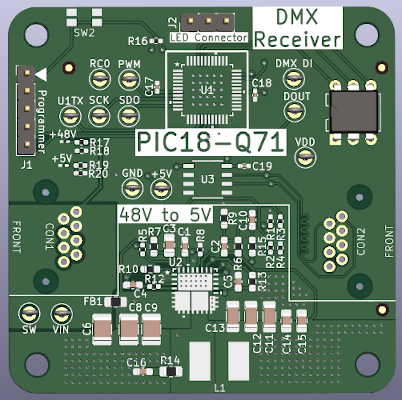 J2
DMX
Receiver
SW2
R16
LED Connector
RC0
PWM
DMX DI
C17
U1
C18
U1TX
SCK
SDO
DOUT
Programmer
+48V
R17
R18
PIC18-Q71
VDD
J1
+5V
R19
R20
C19
GND
+5V
U3
48V to 5V
R9
C10
FRONT
CON1
R5
R7
C3
C1
R8
C2
R6
R15
R1
R3
R2
R4
CON2
FRONT
U2
R10
R12
C4
C5
R13
FB1
SW
VIN
C6
C8
C9
C13
C12
C11
C14
C15
C16
R14
L1